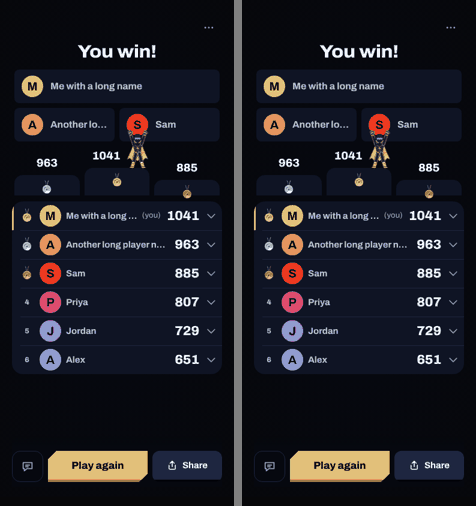 You win!
M Me with a long name
A Another lo... S Sam
963 1041 885
M Me with a long ... (you) 1041
A Another long player n... 963
S Sam 885
4 P Priya 807
5 J Jordan 729
6 A Alex 651
Play again Share
You win!
M Me with a long name
A Another lo... S Sam
963 1041 885
M Me with a long ... (you) 1041
A Another long player n... 963
S Sam 885
4 P Priya 807
5 J Jordan 729
6 A Alex 651
Play again Share